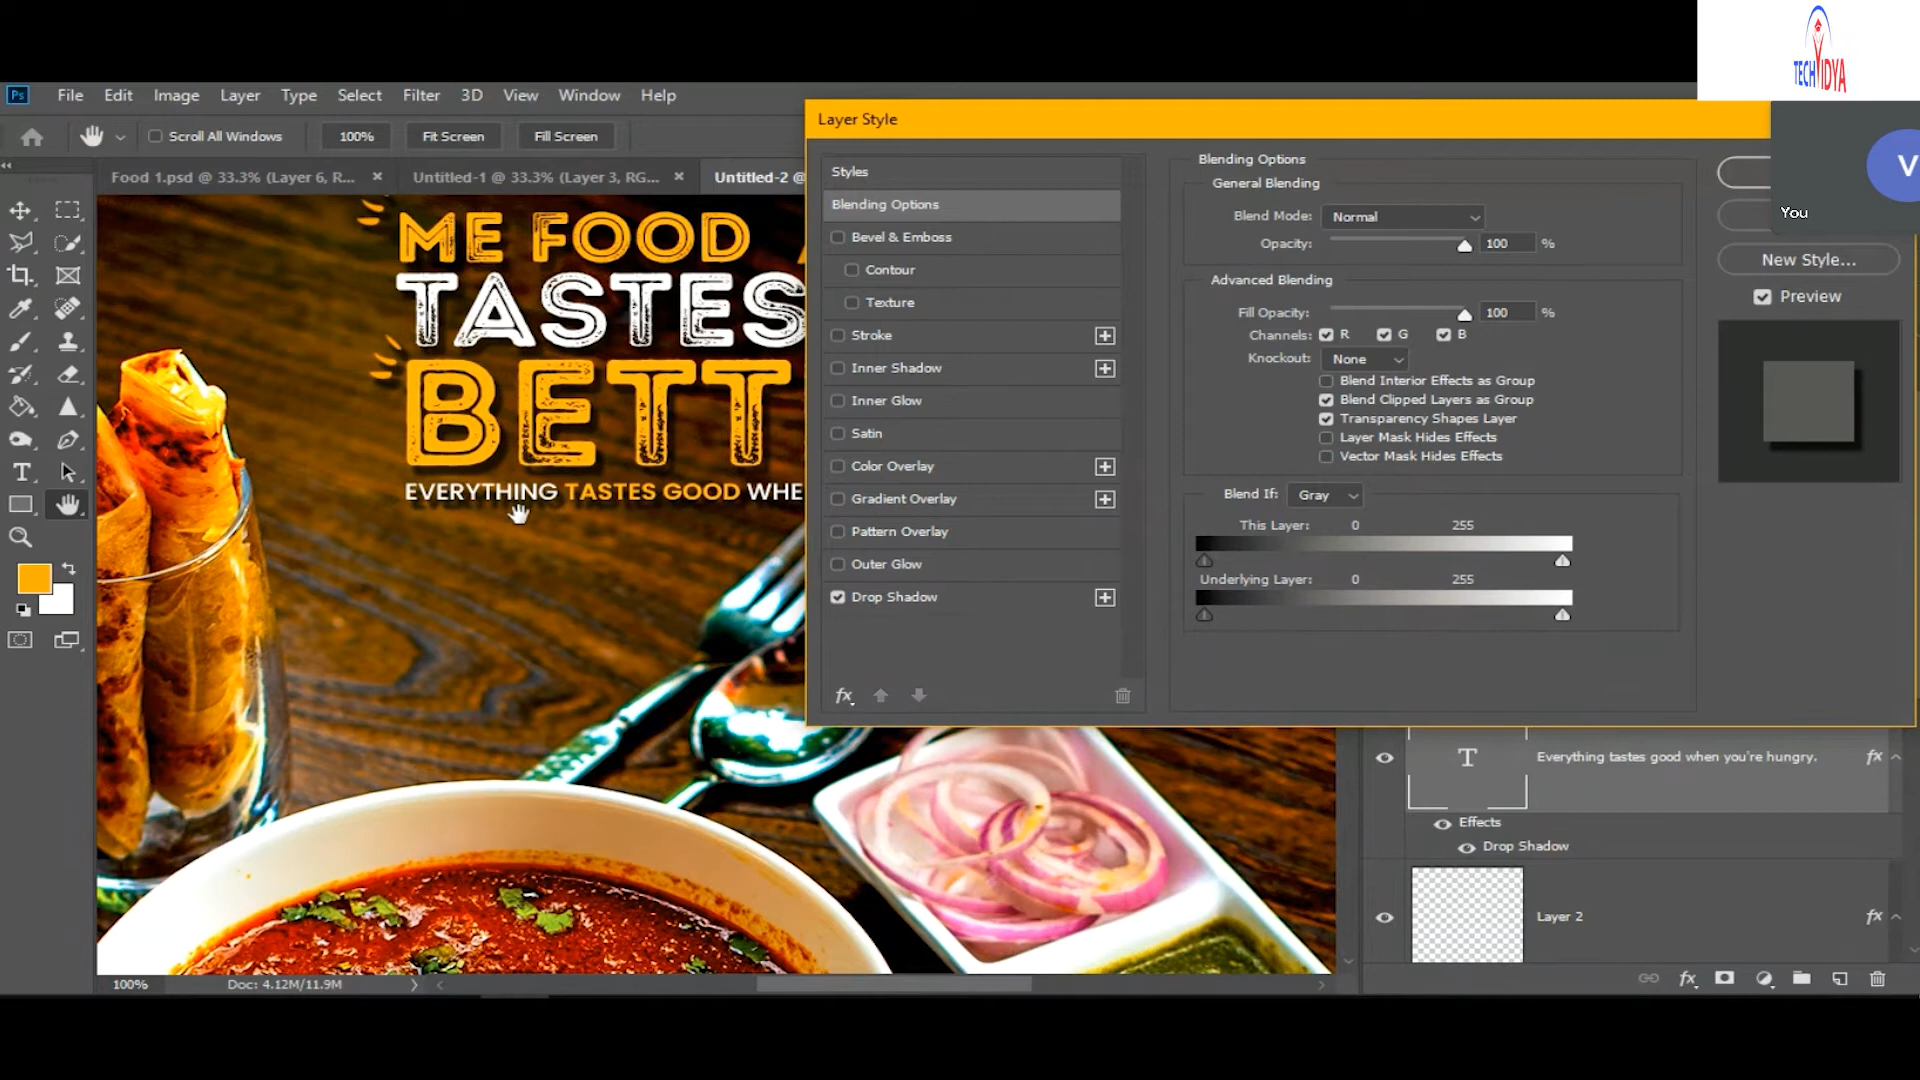 TECHVIDYA
Ps File Edit Image Layer Type Select Filter 3D View Window Help
Scroll All Windows 100% Fit Screen Fill Screen
Food 1.psd @ 33.3% (Layer 6, R... × Untitled-1 @ 33.3% (Layer 3, RG... × Untitled-2 @
ME FOOD
TASTES
BETT
EVERYTHING TASTES GOOD WHE
T
Layer Style
Styles
Blending Options
Bevel & Emboss
Contour
Texture
Stroke
Inner Shadow
Inner Glow
Satin
Color Overlay
Gradient Overlay
Pattern Overlay
Outer Glow
Drop Shadow
fx
Blending Options
General Blending
Blend Mode: Normal
Opacity: 100 %
Advanced Blending
Fill Opacity: 100 %
Channels: R G B
Knockout: None
Blend Interior Effects as Group
Blend Clipped Layers as Group
Transparency Shapes Layer
Layer Mask Hides Effects
Vector Mask Hides Effects
Blend If: Gray
This Layer: 0 255
Underlying Layer: 0 255
V
You
New Style...
Preview
T Everything tastes good when you're hungry. fx
Effects
Drop Shadow
Layer 2 fx
fx
100% Doc: 4.12M/11.9M